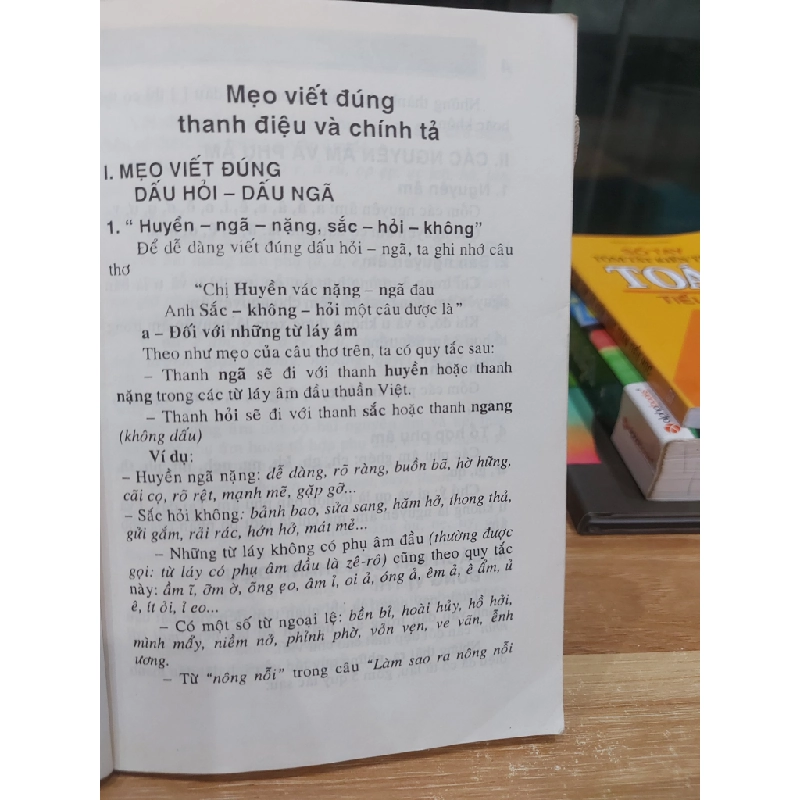 Mẹo viết đúng
thanh điệu và chính tả
I. MẸO VIẾT ĐÚNG
DẤU HỎI – DẤU NGÃ
1. “ Huyền – ngã – nặng, sắc – hỏi – không”
Để dễ dàng viết đúng dấu hỏi – ngã, ta ghi nhớ câu
thơ
“Chị Huyền vác nặng – ngã đau
Anh Sắc – không – hỏi một câu được là”
a – Đối với những từ láy âm
Theo như mẹo của câu thơ trên, ta có quy tắc sau:
– Thanh ngã sẽ đi với thanh huyền hoặc thanh
nặng trong các từ láy âm đầu thuần Việt.
– Thanh hỏi sẽ đi với thanh sắc hoặc thanh ngang
(không dấu)
Ví dụ:
– Huyền ngã nặng: dễ dàng, rõ ràng, buồn bã, hờ hững,
cãi cọ, rõ rệt, mạnh mẽ, gặp gỡ...
– Sắc hỏi không: bảnh bao, sửa sang, hăm hở, thong thả,
gửi gắm, rải rác, hớn hở, mát mẻ...
– Những từ láy không có phụ âm đầu (thường được
gọi: từ láy có phụ âm đầu là zê-rô) cũng theo quy tắc
này: ầm ĩ, ỡm ờ, õng ẹo, âm ỉ, oi ả, óng ả, êm ả, ê ẩm, ủ
ê, ít ỏi, ỉ eo...
– Có một số từ ngoại lệ: bền bỉ, hoài hủy, hồ hởi,
mình mẩy, niềm nở, phỉnh phờ, vỏn vẹn, ve vãn, ễnh
ương.
– Từ “nông nỗi” trong câu “Làm sao ra nông nỗi
SỔ TAY
TOÁ
TIỂU